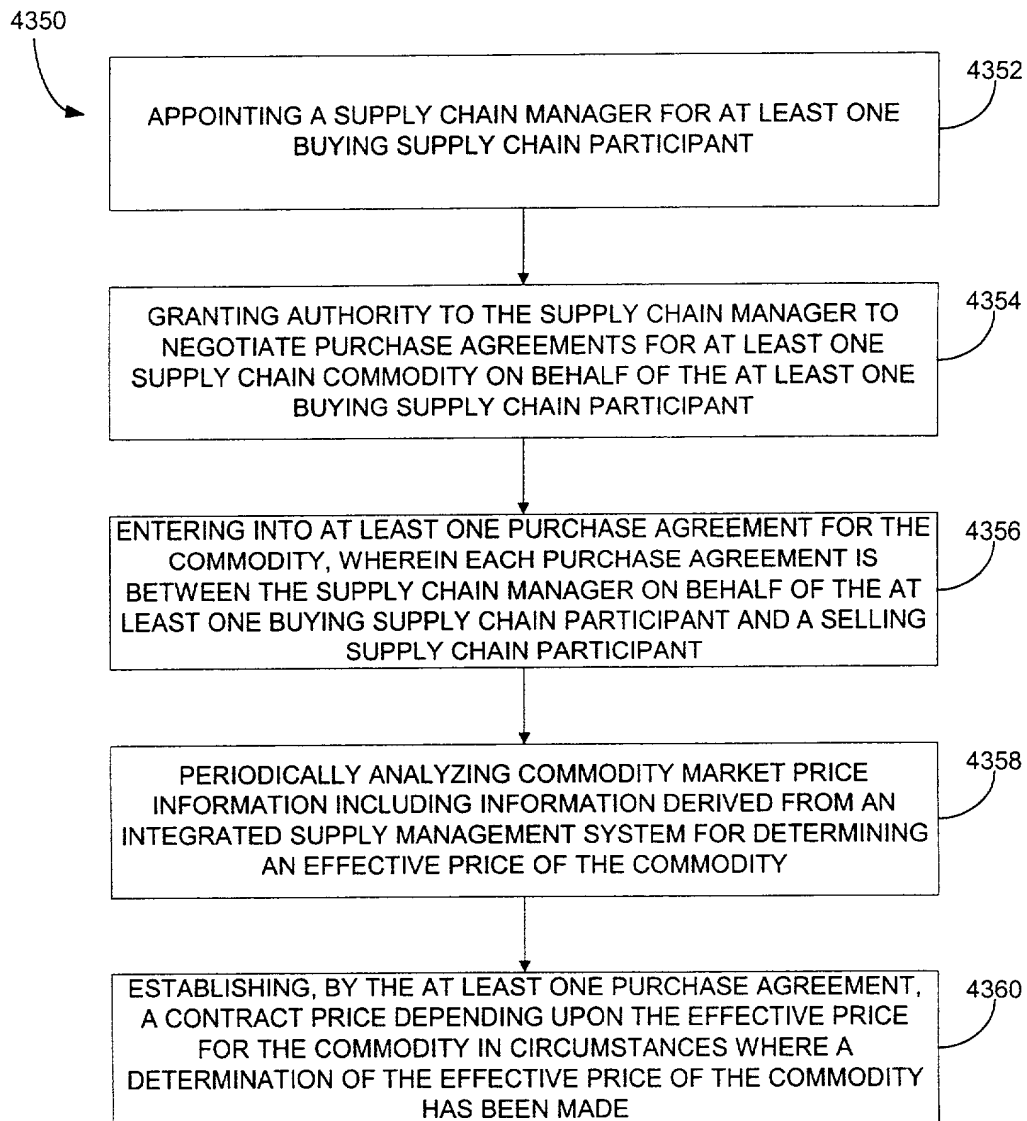 4350
APPOINTING A SUPPLY CHAIN MANAGER FOR AT LEAST ONE
BUYING SUPPLY CHAIN PARTICIPANT
4352
GRANTING AUTHORITY TO THE SUPPLY CHAIN MANAGER TO
NEGOTIATE PURCHASE AGREEMENTS FOR AT LEAST ONE
SUPPLY CHAIN COMMODITY ON BEHALF OF THE AT LEAST ONE
BUYING SUPPLY CHAIN PARTICIPANT
4354
ENTERING INTO AT LEAST ONE PURCHASE AGREEMENT FOR THE
COMMODITY, WHEREIN EACH PURCHASE AGREEMENT IS
BETWEEN THE SUPPLY CHAIN MANAGER ON BEHALF OF THE AT
LEAST ONE BUYING SUPPLY CHAIN PARTICIPANT AND A SELLING
SUPPLY CHAIN PARTICIPANT
4356
PERIODICALLY ANALYZING COMMODITY MARKET PRICE
INFORMATION INCLUDING INFORMATION DERIVED FROM AN
INTEGRATED SUPPLY MANAGEMENT SYSTEM FOR DETERMINING
AN EFFECTIVE PRICE OF THE COMMODITY
4358
ESTABLISHING, BY THE AT LEAST ONE PURCHASE AGREEMENT,
A CONTRACT PRICE DEPENDING UPON THE EFFECTIVE PRICE
FOR THE COMMODITY IN CIRCUMSTANCES WHERE A
DETERMINATION OF THE EFFECTIVE PRICE OF THE COMMODITY
HAS BEEN MADE
4360